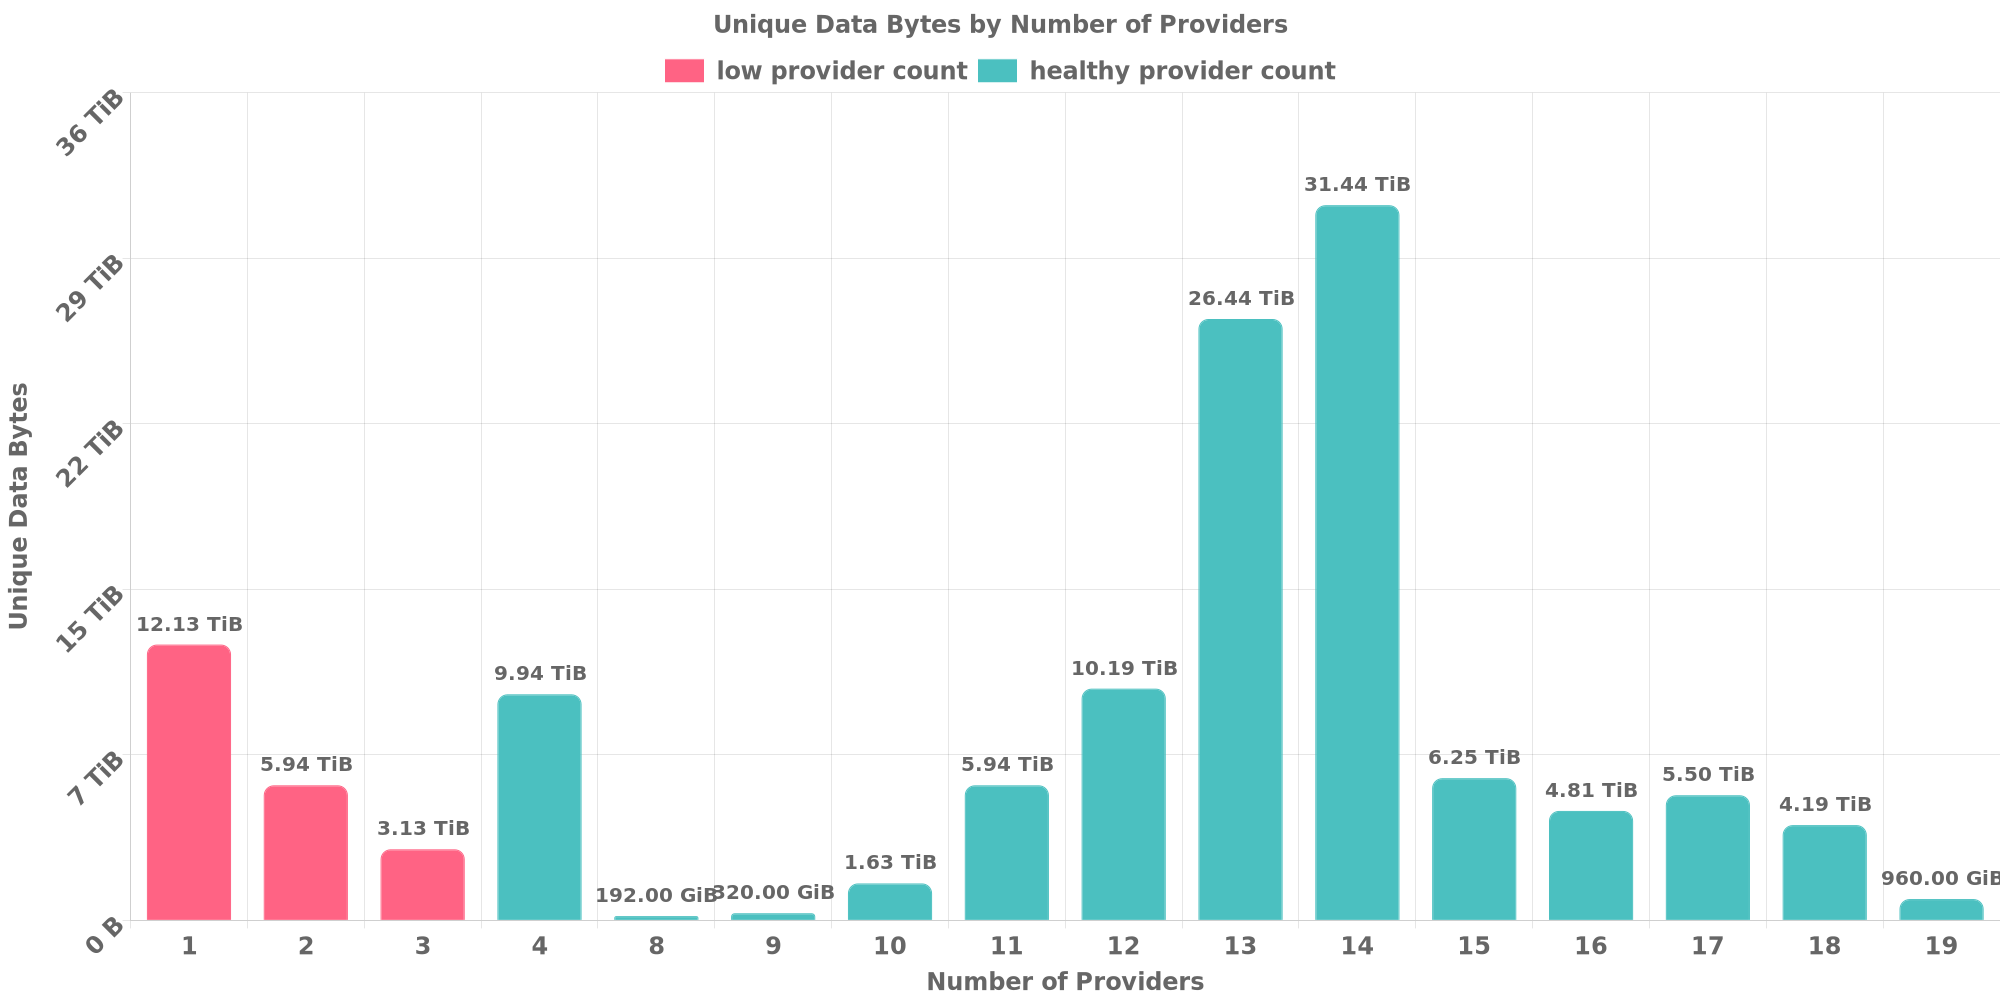 Unique Data Bytes by Number of Providers
low provider count healthy provider count
Unique Data Bytes
36 TiB
29 TiB
22 TiB
15 TiB
7 TiB
0 B
12.13 TiB
5.94 TiB
3.13 TiB
9.94 TiB
192.00 GiB
320.00 GiB
1.63 TiB
5.94 TiB
10.19 TiB
26.44 TiB
31.44 TiB
6.25 TiB
4.81 TiB
5.50 TiB
4.19 TiB
960.00 GiB
1 2 3 4 8 9 10 11 12 13 14 15 16 17 18 19
Number of Providers